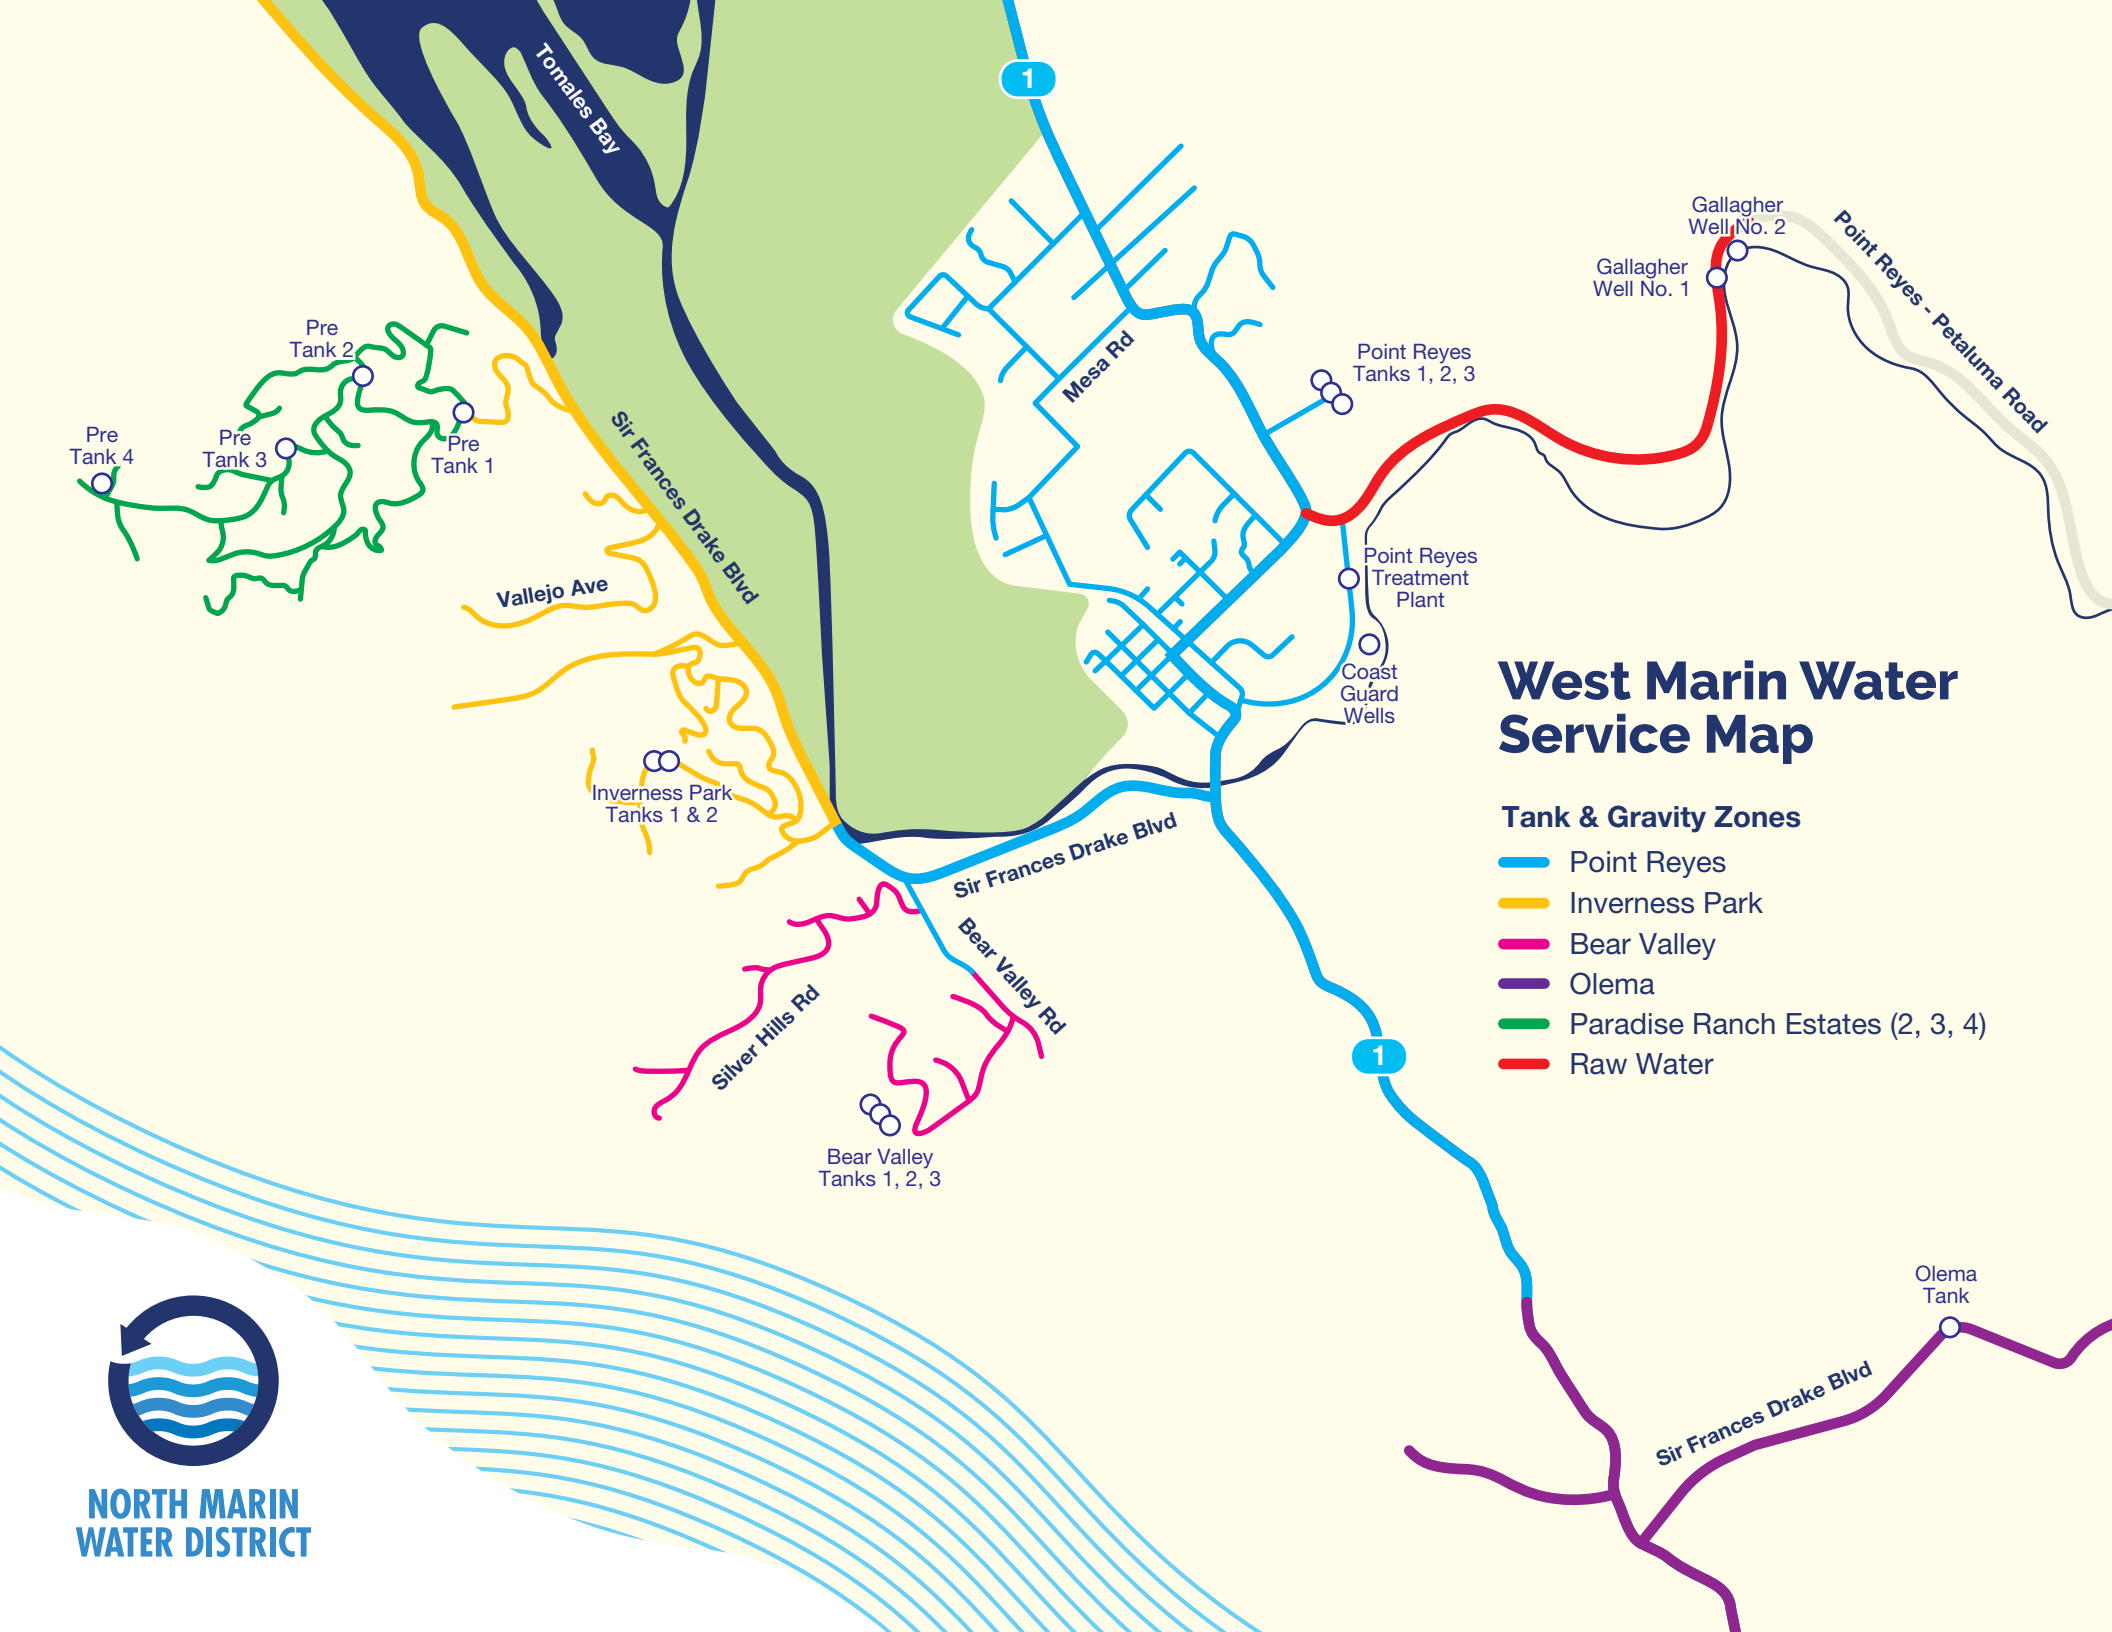 Tomales Bay
1
Gallagher
Well No. 2
Gallagher
Well No. 1
Point Reyes - Petaluma Road
Pre
Tank 2
Mesa Rd
Point Reyes
Tanks 1, 2, 3
Pre
Tank 4
Pre
Tank 3
Pre
Tank 1
Sir Frances Drake Blvd
Vallejo Ave
Point Reyes
Treatment
Plant
Coast
Guard
Wells
West Marin Water
Service Map
Inverness Park
Tanks 1 & 2
Tank & Gravity Zones
Point Reyes
Inverness Park
Bear Valley
Olema
Paradise Ranch Estates (2, 3, 4)
Raw Water
Sir Frances Drake Blvd
Bear Valley Rd
Silver Hills Rd
1
Bear Valley
Tanks 1, 2, 3
Olema
Tank
Sir Frances Drake Blvd
NORTH MARIN
WATER DISTRICT